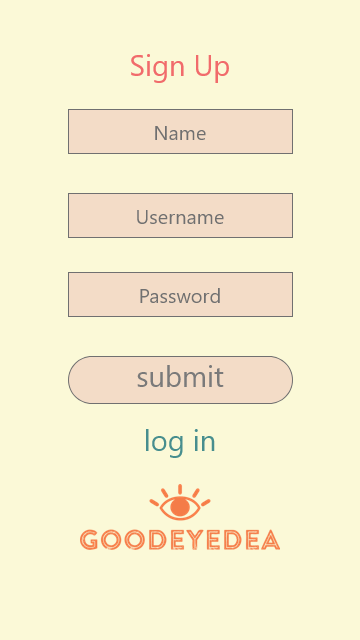 Sign Up
Name
Username
Password
submit
log in
GOODEYEDEA